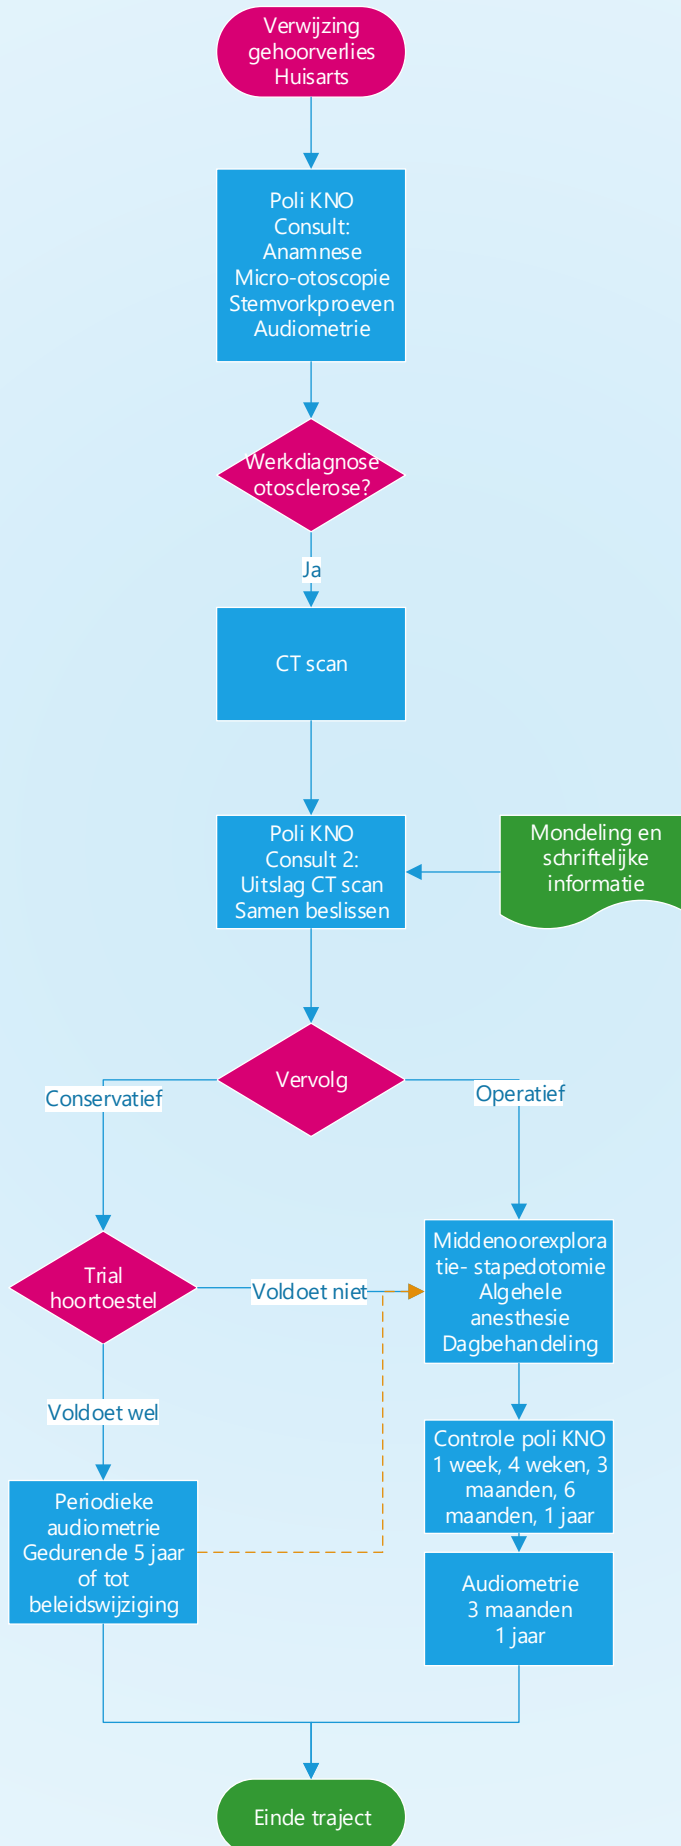 Verwijzing
gehoorverlies
Huisarts
Poli KNO
Consult:
Anamnese
Micro-otoscopie
Stemvorkproeven
Audiometrie
Werkdiagnose
otosclerose?
Ja
CT scan
Poli KNO
Consult 2:
Uitslag CT scan
Samen beslissen
Mondeling en
schriftelijke
informatie
Vervolg
Conservatief
Operatief
Trial
hoortoestel
Voldoet niet
Middenoorexplora
tie- stapedotomie
Algehele
anesthesie
Dagbehandeling
Voldoet wel
Controle poli KNO
1 week, 4 weken, 3
maanden, 6
maanden, 1 jaar
Periodieke
audiometrie
Gedurende 5 jaar
of tot
beleidswijziging
Audiometrie
3 maanden
1 jaar
Einde traject